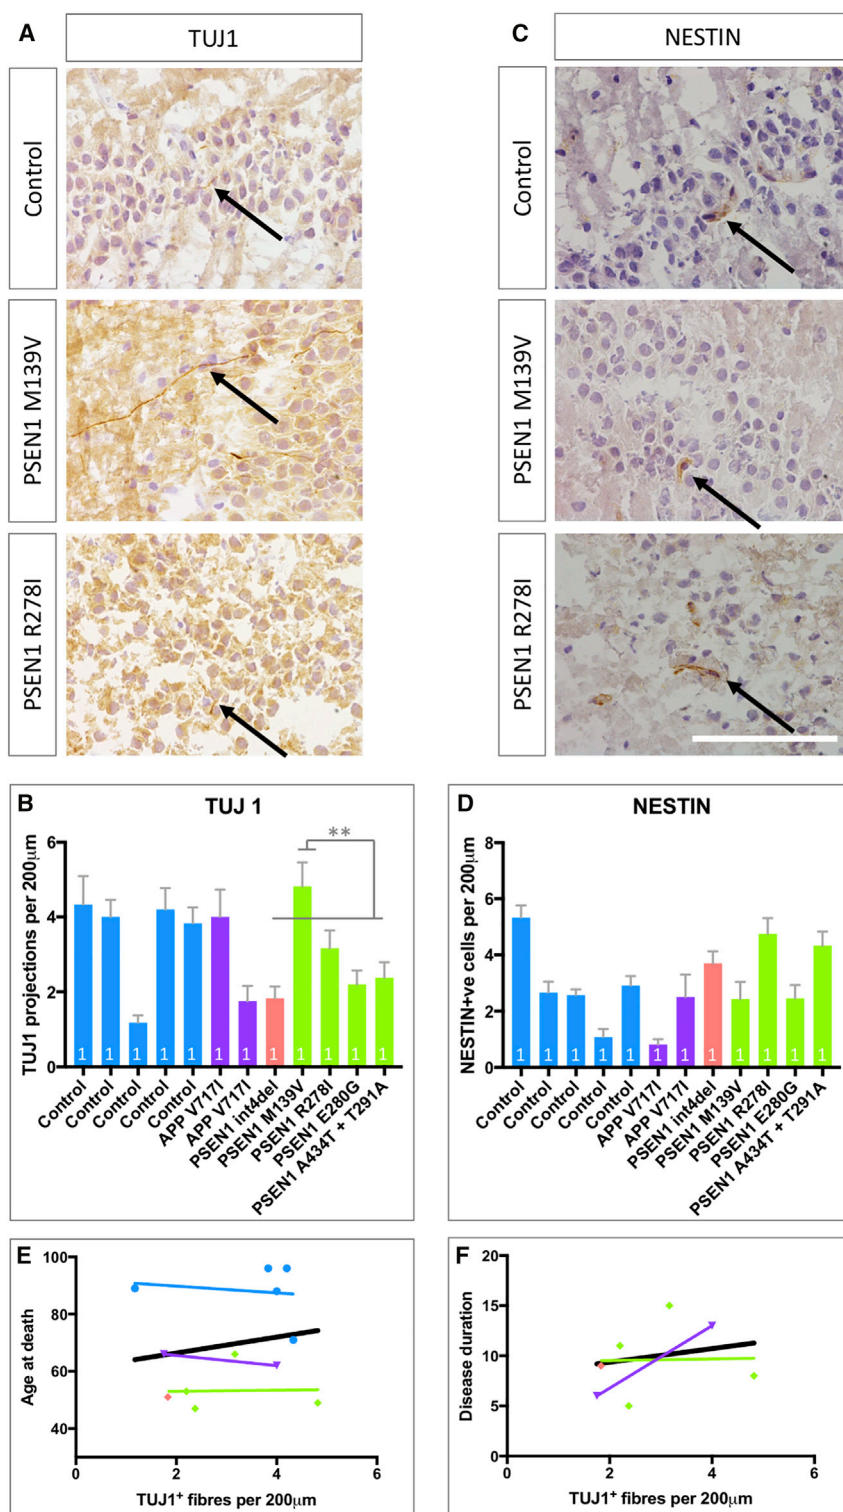 A
TUJ1
Control
PSEN1 M139V
PSEN1 R278I
C
NESTIN
Control
PSEN1 M139V
PSEN1 R278I
B
TUJ 1
TUJ1 projections per 200µm
6
4
2
0
**
1 1 1 1 1 1 1 1 1 1 1 1
Control
Control
Control
Control
Control
APP V717I
APP V717I
PSEN1 int4del
PSEN1 M139V
PSEN1 R278I
PSEN1 E280G
PSEN1 A434T + T291A
D
NESTIN
NESTIN+ve cells per 200µm
8
6
4
2
0
1 1 1 1 1 1 1 1 1 1 1 1
Control
Control
Control
Control
Control
APP V717I
APP V717I
PSEN1 int4del
PSEN1 M139V
PSEN1 R278I
PSEN1 E280G
PSEN1 A434T + T291A
E
Age at death
100
80
60
40
0 2 4 6
TUJ1⁺ fibres per 200µm
F
Disease duration
20
15
10
5
0
0 2 4 6
TUJ1⁺ fibres per 200µm